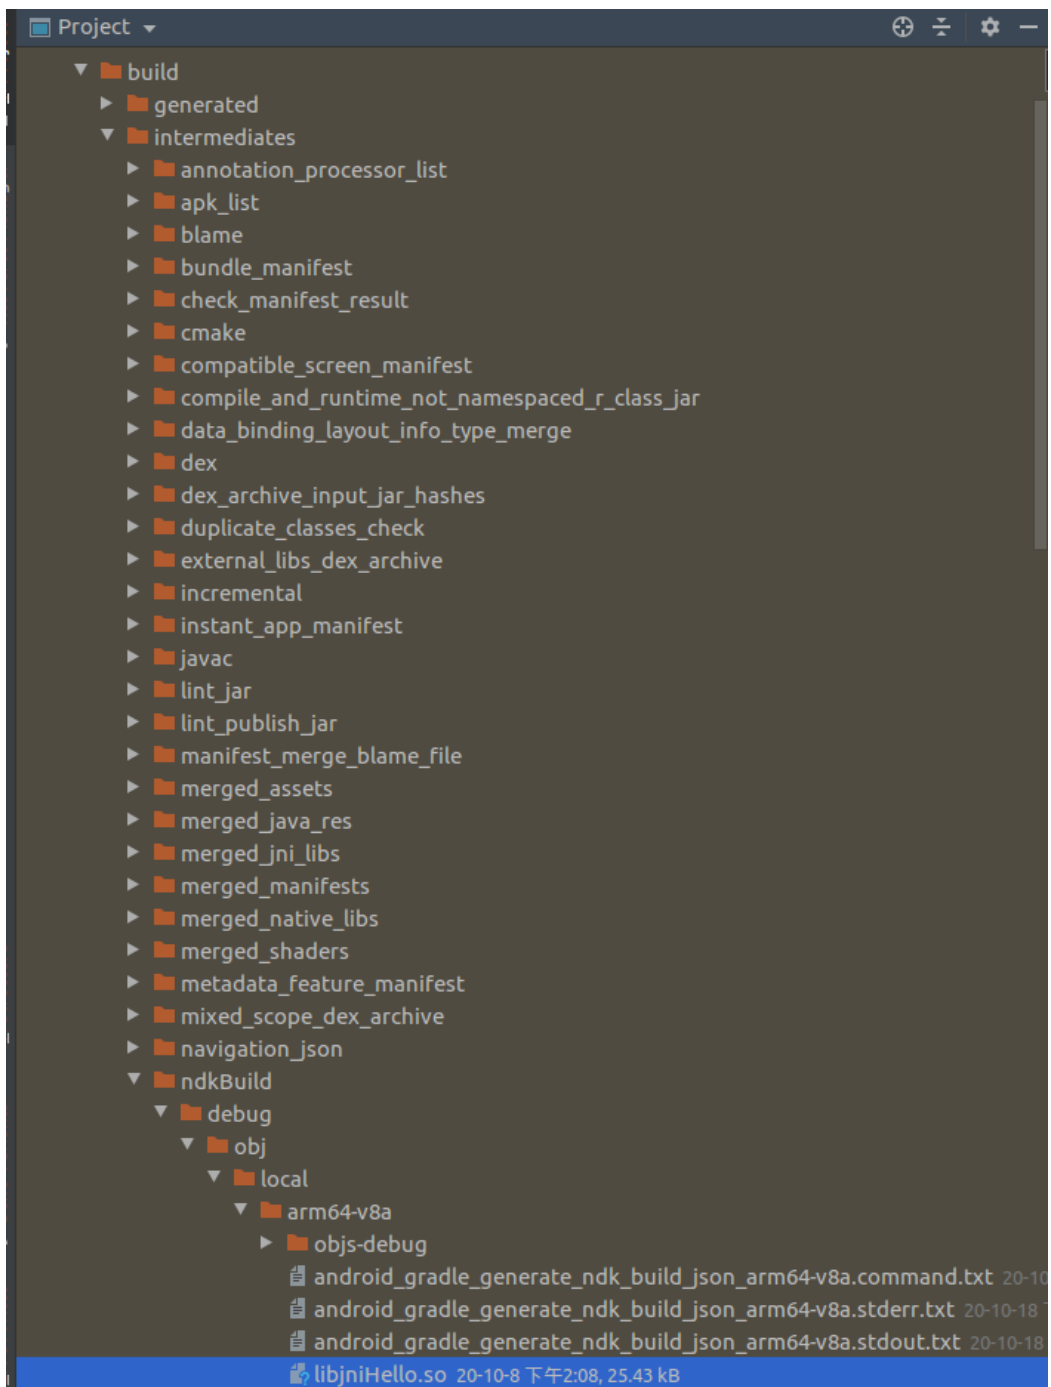 Project
build
generated
intermediates
annotation_processor_list
apk_list
blame
bundle_manifest
check_manifest_result
cmake
compatible_screen_manifest
compile_and_runtime_not_namespaced_r_class_jar
data_binding_layout_info_type_merge
dex
dex_archive_input_jar_hashes
duplicate_classes_check
external_libs_dex_archive
incremental
instant_app_manifest
javac
lint_jar
lint_publish_jar
manifest_merge_blame_file
merged_assets
merged_java_res
merged_jni_libs
merged_manifests
merged_native_libs
merged_shaders
metadata_feature_manifest
mixed_scope_dex_archive
navigation_json
ndkBuild
debug
obj
local
arm64-v8a
objs-debug
android_gradle_generate_ndk_build_json_arm64-v8a.command.txt 20-10
android_gradle_generate_ndk_build_json_arm64-v8a.stderr.txt 20-10-18
android_gradle_generate_ndk_build_json_arm64-v8a.stdout.txt 20-10-18
libjniHello.so 20-10-8 下午2:08, 25.43 kB